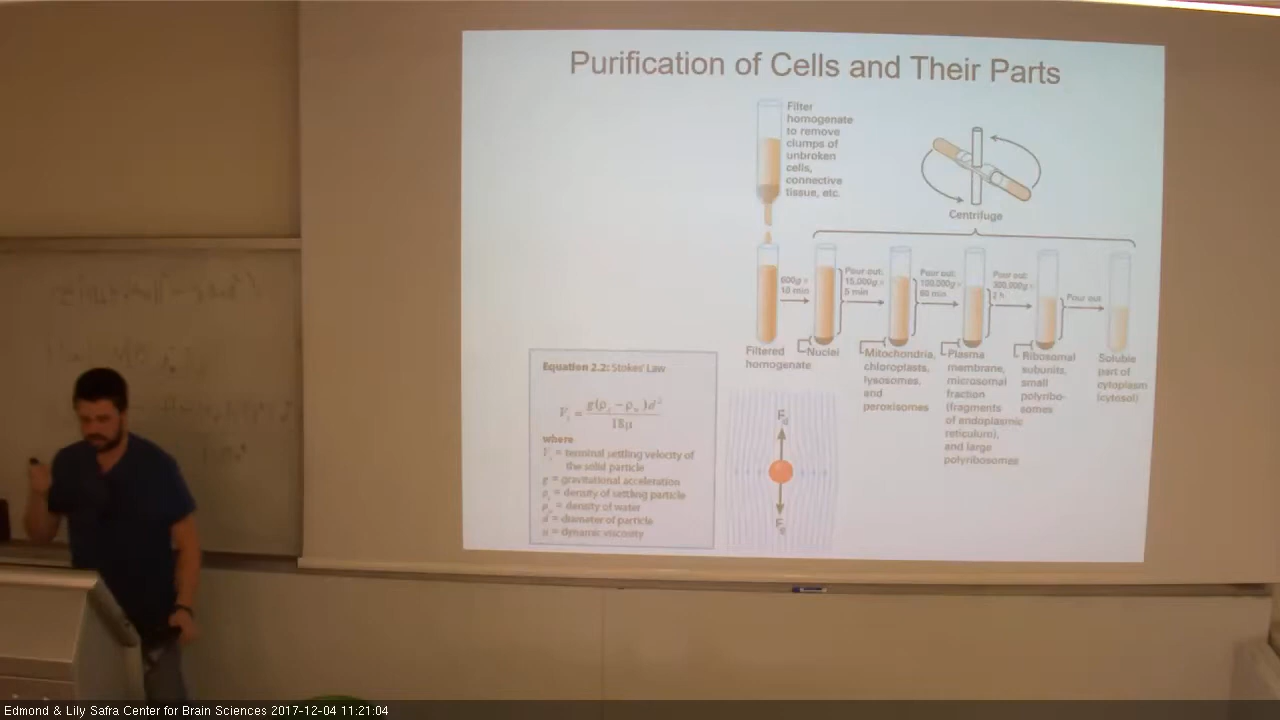 Purification of Cells and Their Parts
Filter
homogenate
to remove
clumps of
unbroken
cells,
connective
tissue, etc.
Centrifuge
600g ×
10 min
Pour out:
15,000g ×
5 min
Pour out:
100,000g ×
60 min
Pour out:
300,000g ×
2 h
Pour out
Filtered
homogenate
Nuclei
Mitochondria,
chloroplasts,
lysosomes,
and
peroxisomes
Plasma
membrane,
microsomal
fraction
(fragments
of endoplasmic
reticulum),
and large
polyribosomes
Ribosomal
subunits,
small
polyribo-
somes
Soluble
part of
cytoplasm
(cytosol)
Equation 2.2: Stokes' Law
g(ρ - ρ )d²
18μ
where
= terminal settling velocity of
the solid particle
g = gravitational acceleration
= density of settling particle
= density of water
d = diameter of particle
= dynamic viscosity
Fd
Fg
Edmond & Lily Safra Center for Brain Sciences 2017-12-04 11:21:04